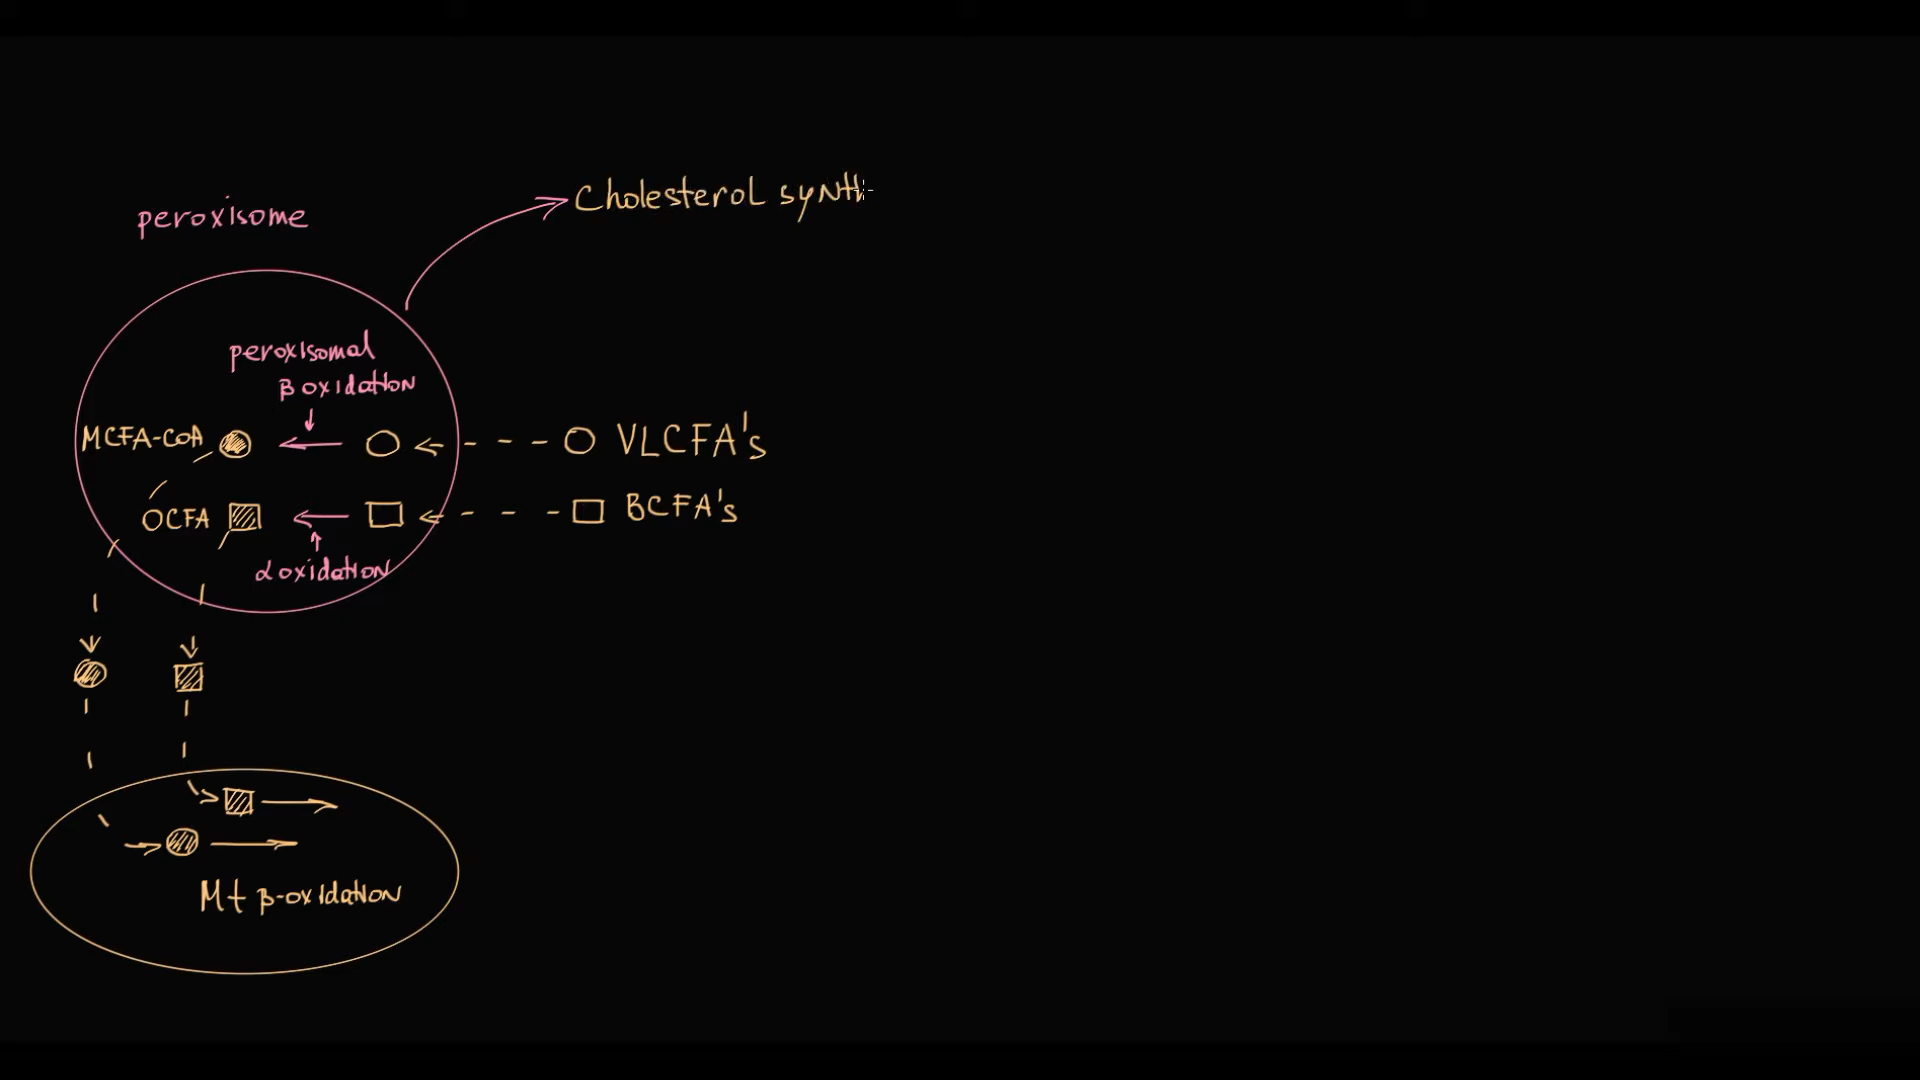 Cholesterol synth
peroxisome
peroxisomal
β oxidation
MCFA-COA
VLCFA's
OCFA
BCFA's
α oxidation
Mt β-oxidation